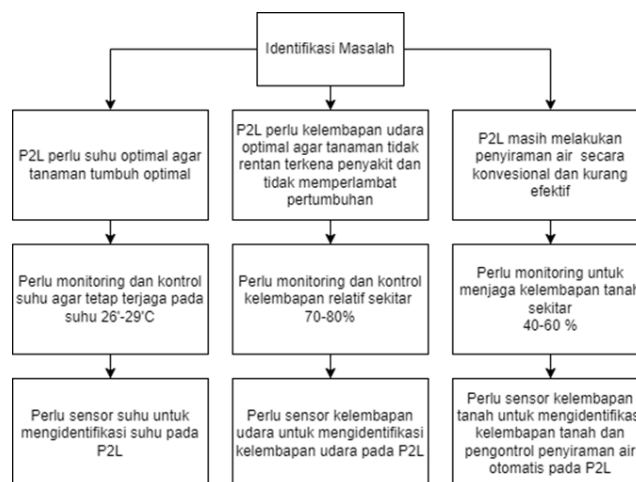 Identifikasi Masalah
P2L perlu suhu optimal agar
tanaman tumbuh optimal
P2L perlu kelembapan udara
optimal agar tanaman tidak
rentan terkena penyakit dan
tidak memperlambat
pertumbuhan
P2L masih melakukan
penyiraman air secara
konvesional dan kurang
efektif
Perlu monitoring dan kontrol
suhu agar tetap terjaga pada
suhu 26'-29'C
Perlu monitoring dan kontrol
kelembapan relatif sekitar
70-80%
Perlu monitoring untuk
menjaga kelembapan tanah
sekitar
40-60 %
Perlu sensor suhu untuk
mengidentifikasi suhu pada
P2L
Perlu sensor kelembapan
udara untuk mengidentifikasi
kelembapan udara pada P2L
Perlu sensor kelembapan
tanah untuk mengidentifikasi
kelembapan tanah dan
pengontrol penyiraman air
otomatis pada P2L